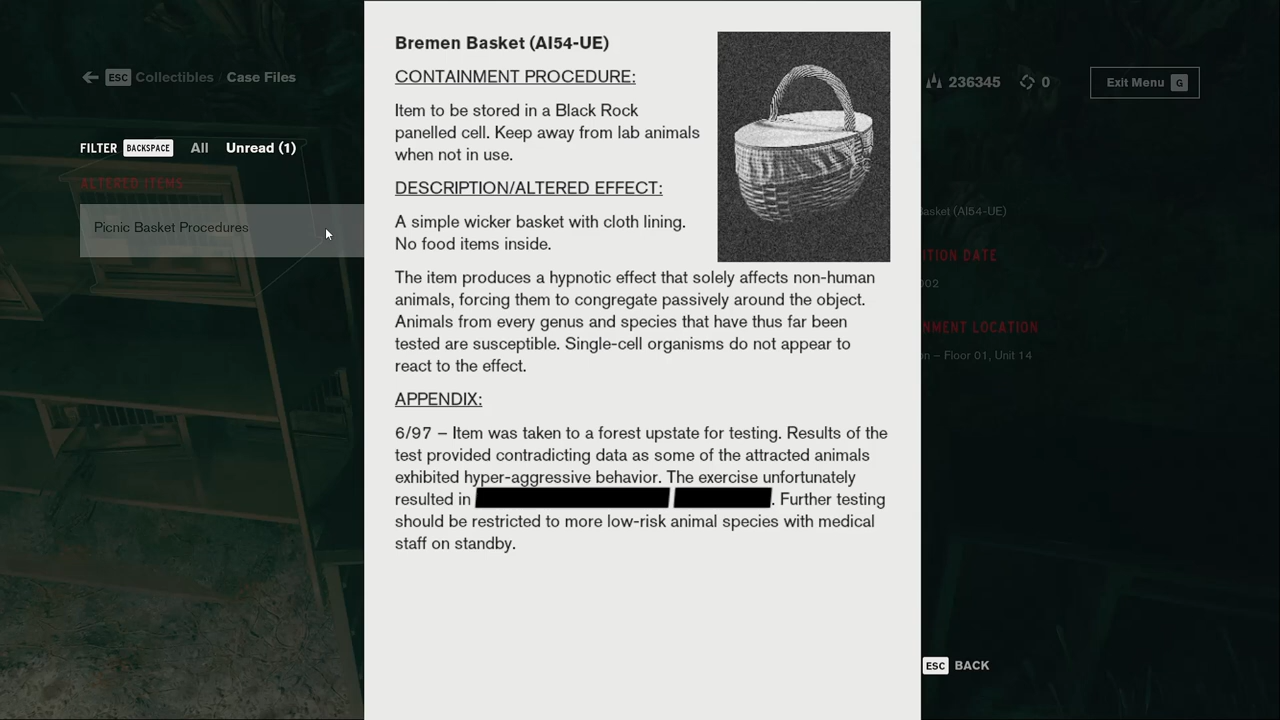 Bremen Basket (AI54-UE)
CONTAINMENT PROCEDURE:
Item to be stored in a Black Rock
panelled cell. Keep away from lab animals
when not in use.
DESCRIPTION/ALTERED EFFECT:
A simple wicker basket with cloth lining.
No food items inside.
The item produces a hypnotic effect that solely affects non-human
animals, forcing them to congregate passively around the object.
Animals from every genus and species that have thus far been
tested are susceptible. Single-cell organisms do not appear to
react to the effect.
APPENDIX:
6/97 – Item was taken to a forest upstate for testing. Results of the
test provided contradicting data as some of the attracted animals
exhibited hyper-aggressive behavior. The exercise unfortunately
resulted in . Further testing
should be restricted to more low-risk animal species with medical
staff on standby.
ESC Collectibles / Case Files
FILTER BACKSPACE All Unread (1)
ALTERED ITEMS
Picnic Basket Procedures
236345 0
Exit Menu G
(AI54-UE)
DATE
002
LOCATION
– Floor 01, Unit 14
ESC BACK